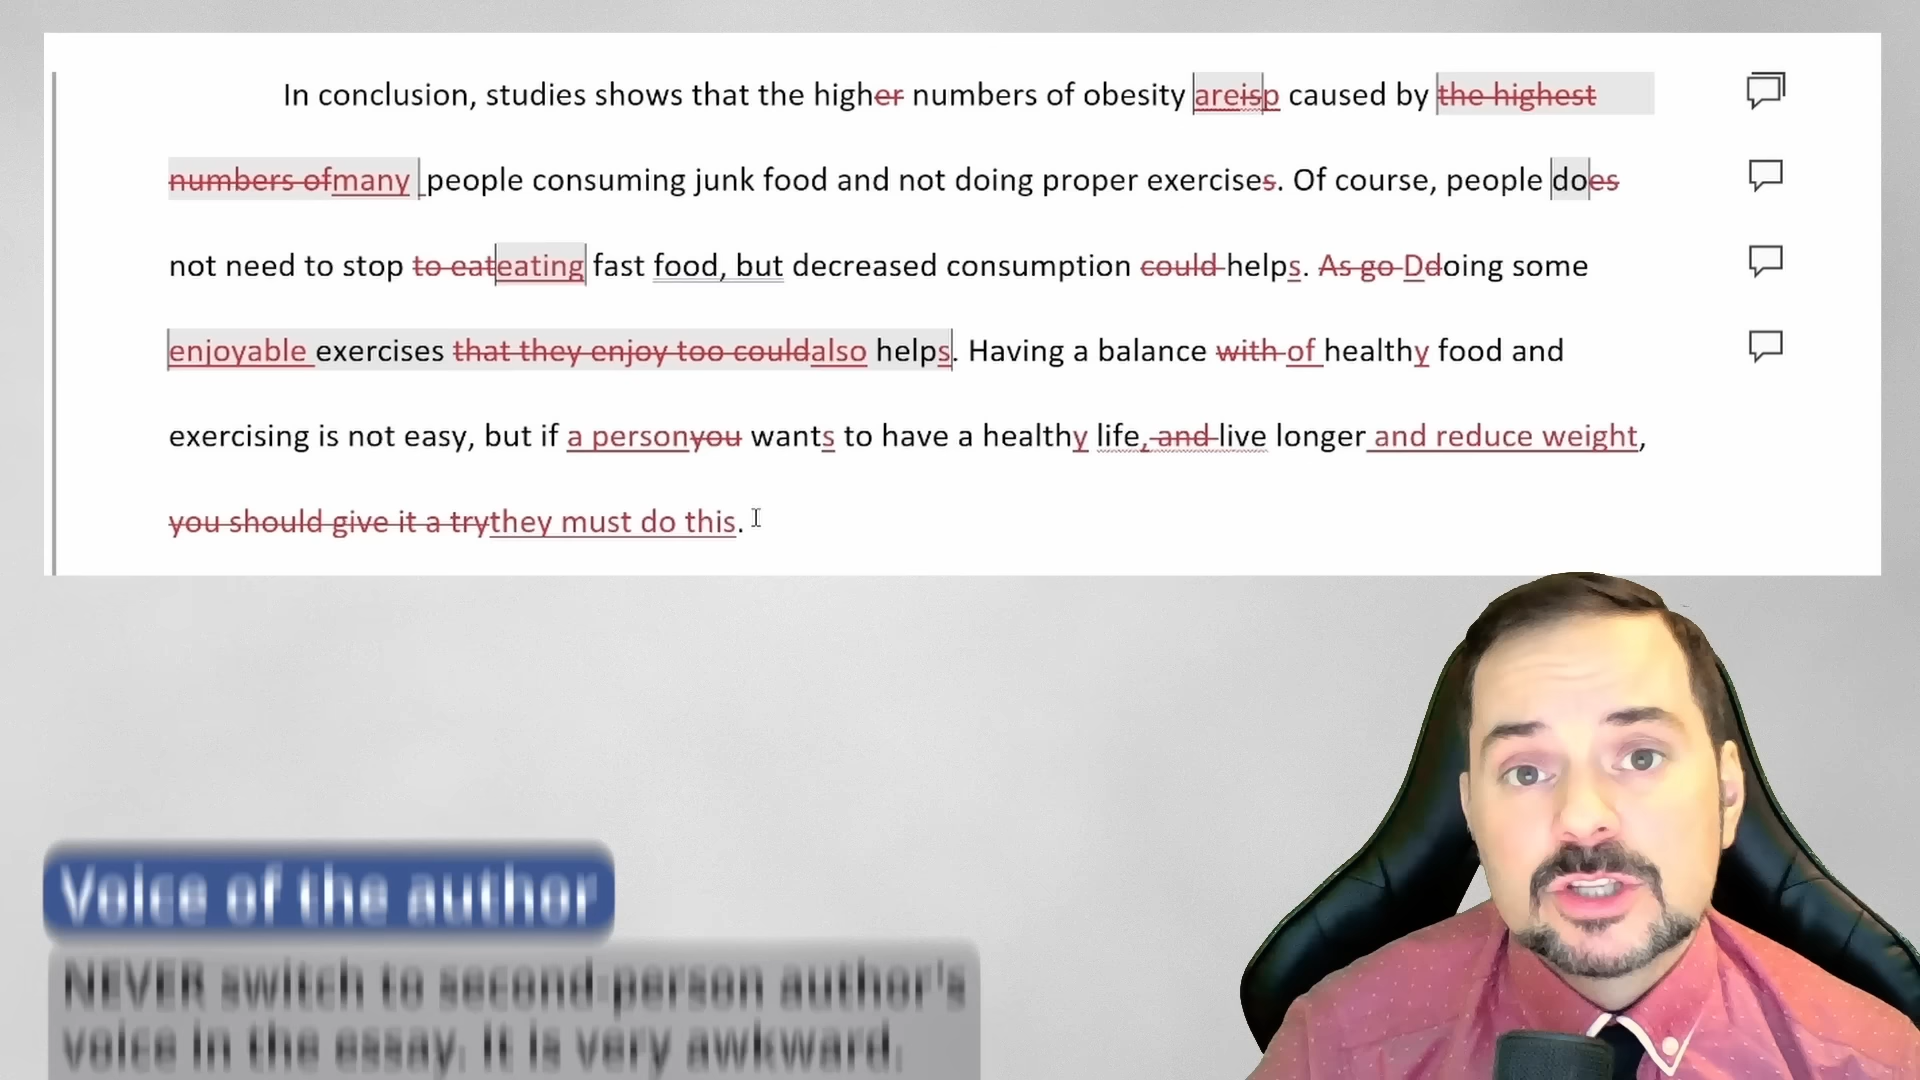 In conclusion, studies shows that the higher numbers of obesity areisp caused by the highest
numbers ofmany people consuming junk food and not doing proper exercises. Of course, people does
not need to stop to eateating fast food, but decreased consumption could helps. As go Ddoing some
enjoyable exercises that they enjoy too couldalso helps. Having a balance with of healthy food and
exercising is not easy, but if a personyou wants to have a healthy life, and live longer and reduce weight,
you should give it a trythey must do this.
Voice of the author
NEVER switch to second-person author's
voice in the essay. It is very awkward.